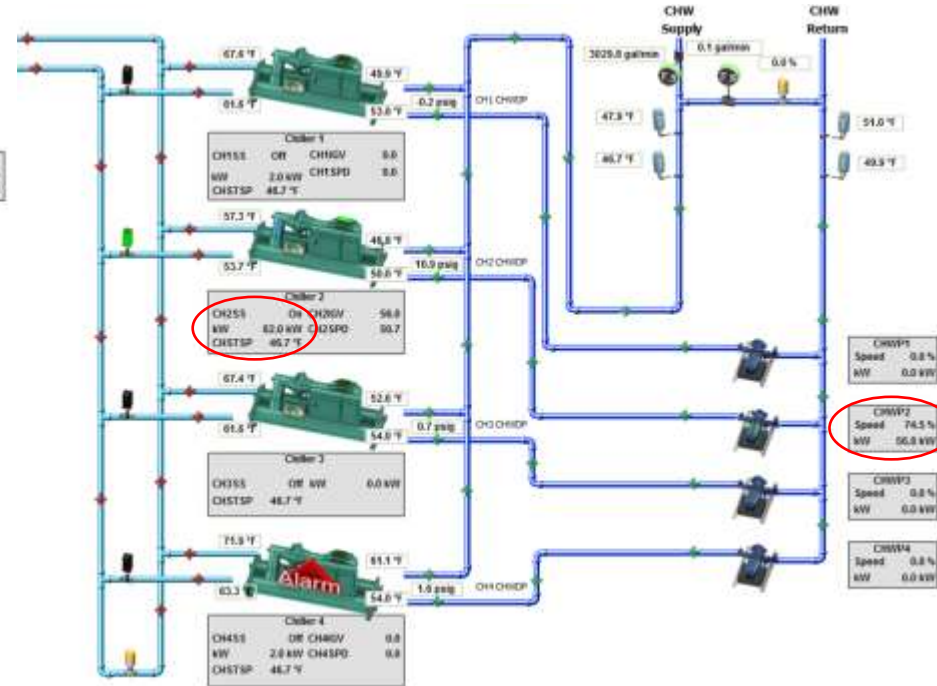 CHW
Supply
CHW
Return
3029.8 gal/min
0.1 gal/min
0.0 %
47.9 °F
46.7 °F
51.0 °F
49.9 °F
67.6 °F
61.6 °F
49.9 °F
53.8 °F
0.2 psig
CH1 CHWDP
Chiller 1
CH1SS Off CH1IGV 0.0
kW 2.0 kW CH1SPD 0.0
CHSTSP 46.7 °F
57.3 °F
53.7 °F
50.0 °F
10.9 psig
CH2 CHWDP
Chiller 2
CH2SS On CH2IGV 56.0
kW 82.0 kW CH2SPD 50.7
CHSTSP 46.7 °F
67.4 °F
61.6 °F
52.6 °F
54.0 °F
0.7 psig
CH3 CHWDP
Chiller 3
CH3SS Off kW 0.0 kW
CHSTSP 46.7 °F
71.9 °F
63.3
61.1 °F
54.0 °F
1.6 psig
CH4 CHWDP
Alarm
Chiller 4
CH4SS Off CH4IGV 0.0
kW 2.0 kW CH4SPD 0.0
CHSTSP 46.7 °F
CHWP1
Speed 0.0 %
kW 0.0 kW
CHWP2
Speed 74.5 %
kW 56.8 kW
CHWP3
Speed 0.0 %
kW 0.0 kW
CHWP4
Speed 0.0 %
kW 0.0 kW